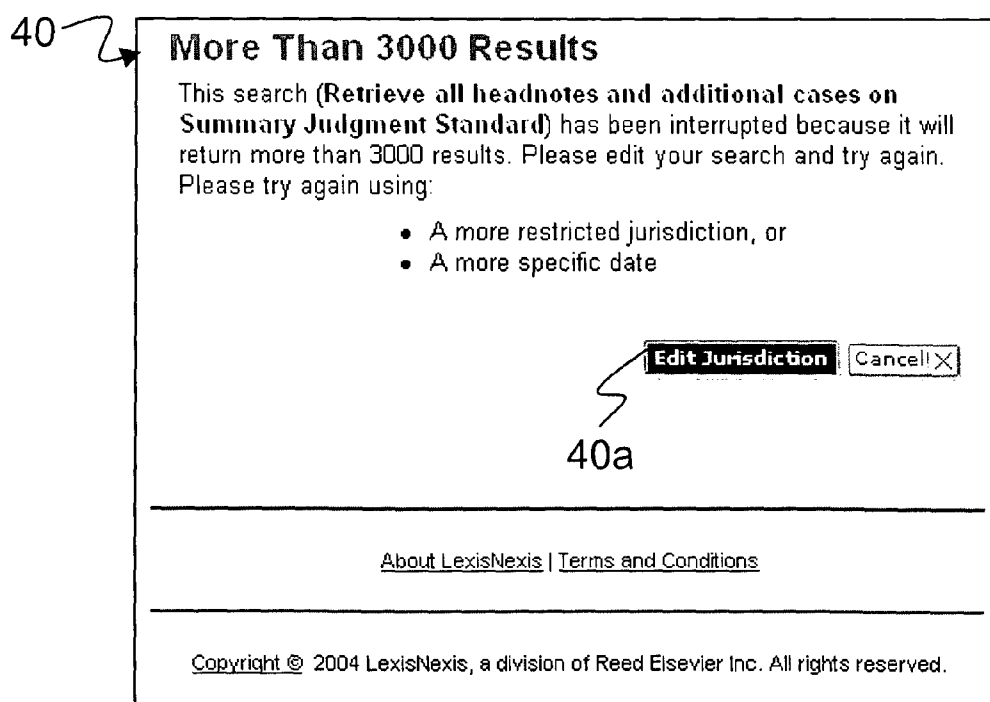 40
More Than 3000 Results
This search (Retrieve all headnotes and additional cases on
Summary Judgment Standard) has been interrupted because it will
return more than 3000 results. Please edit your search and try again.
Please try again using:
• A more restricted jurisdiction, or
• A more specific date
Edit Jurisdiction Cancel! X
40a
About LexisNexis | Terms and Conditions
Copyright © 2004 LexisNexis, a division of Reed Elsevier Inc. All rights reserved.